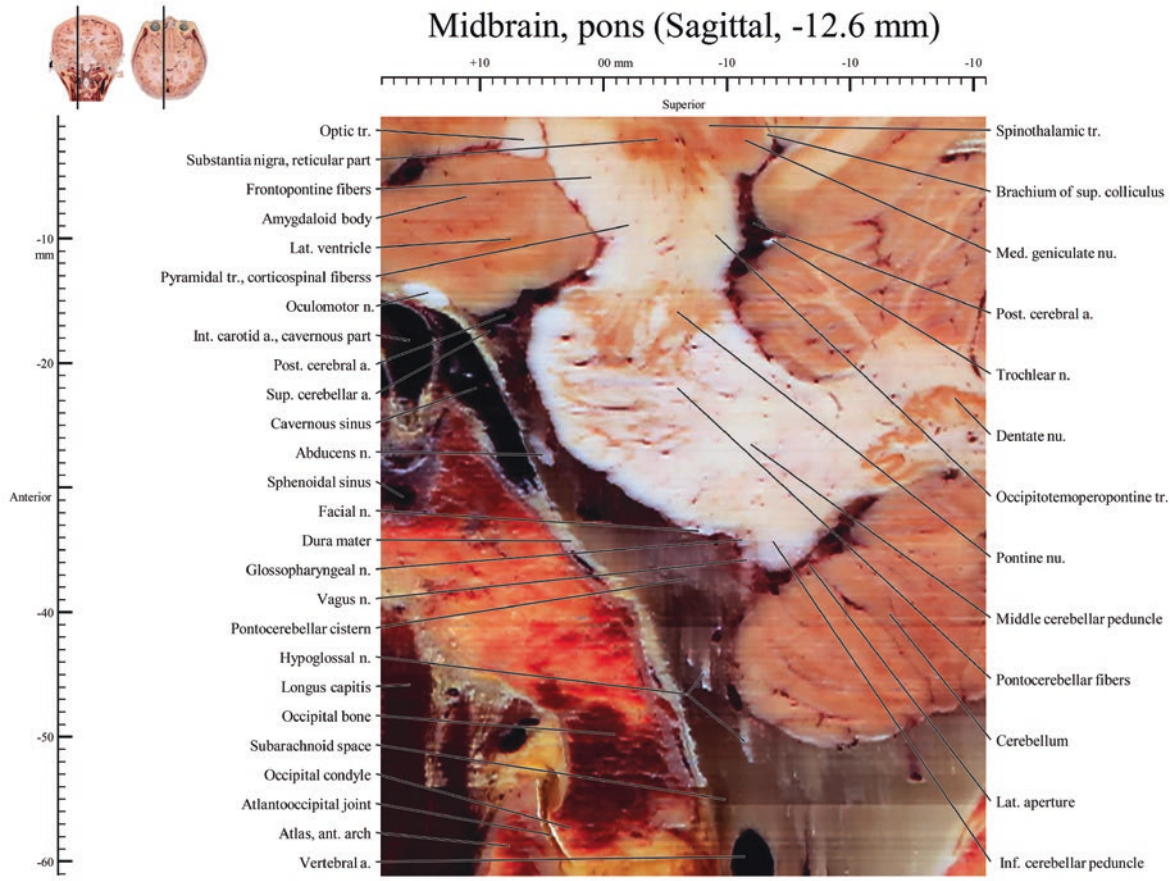 Midbrain, pons (Sagittal, -12.6 mm)
+10 00 mm -10 -10 -10
Superior
Optic tr.
Substantia nigra, reticular part
Frontopontine fibers
Amygdaloid body
Lat. ventricle
Pyramidal tr., corticospinal fiberss
Oculomotor n.
Int. carotid a., cavernous part
Post. cerebral a.
Sup. cerebellar a.
Cavernous sinus
Abducens n.
Sphenoidal sinus
Facial n.
Dura mater
Glossopharyngeal n.
Vagus n.
Pontocerebellar cistern
Hypoglossal n.
Longus capitis
Occipital bone
Subarachnoid space
Occipital condyle
Atlantooccipital joint
Atlas, ant. arch
Vertebral a.
-10
mm
-20
Anterior
-40
-50
-60
Spinothalamic tr.
Brachium of sup. colliculus
Med. geniculate nu.
Post. cerebral a.
Trochlear n.
Dentate nu.
Occipitotemoperopontine tr.
Pontine nu.
Middle cerebellar peduncle
Pontocerebellar fibers
Cerebellum
Lat. aperture
Inf. cerebellar peduncle